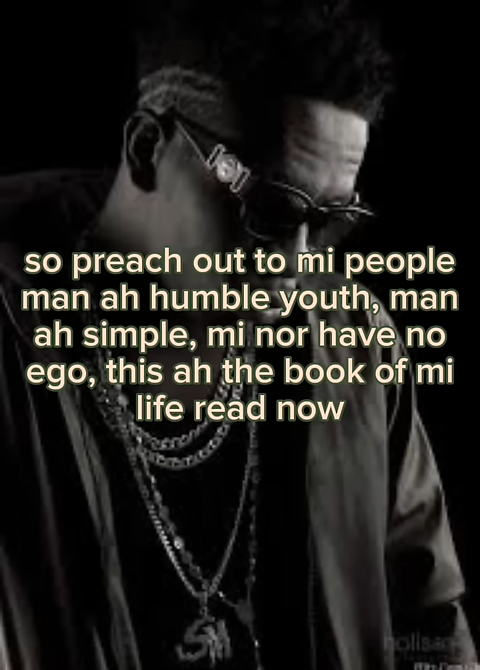 so preach out to mi people
man ah humble youth, man
ah simple, mi nor have no
ego, this ah the book of mi
life read now
SM